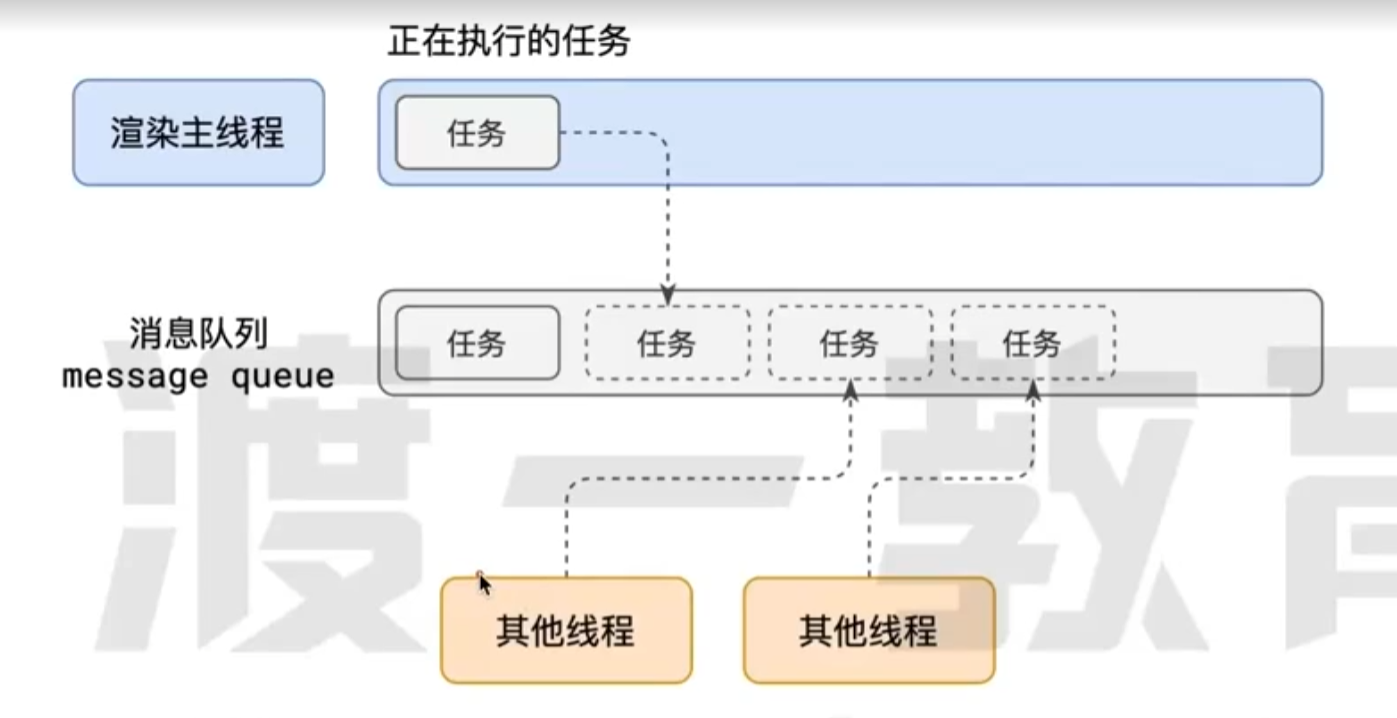 正在执行的任务
渲染主线程
任务
消息队列
message queue
任务
任务
任务
任务
其他线程
其他线程
渡一教育